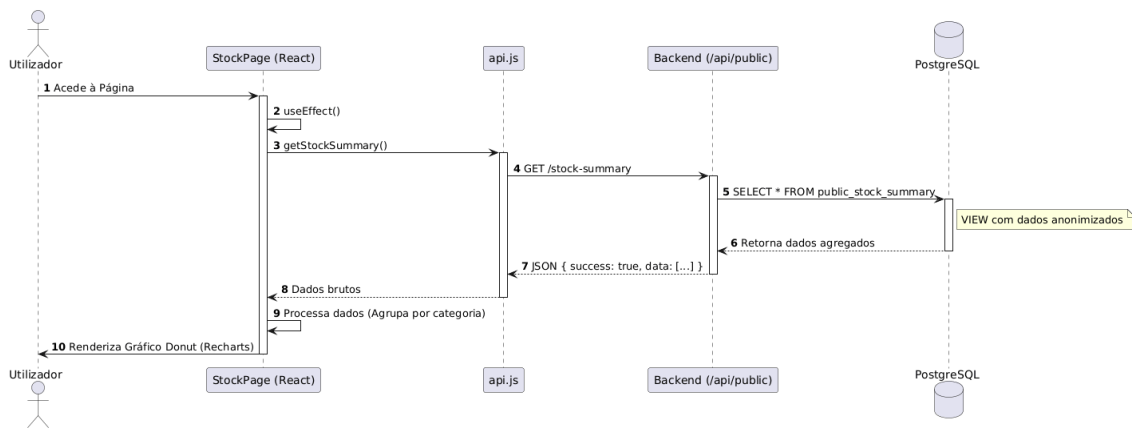 Utilizador
StockPage (React)
api.js
Backend (/api/public)
PostgreSQL
1 Acede à Página
2 useEffect()
3 getStockSummary()
4 GET /stock-summary
5 SELECT * FROM public_stock_summary
VIEW com dados anonimizados
6 Retorna dados agregados
7 JSON { success: true, data: [...] }
8 Dados brutos
9 Processa dados (Agrupa por categoria)
10 Renderiza Gráfico Donut (Recharts)
Utilizador
StockPage (React)
api.js
Backend (/api/public)
PostgreSQL